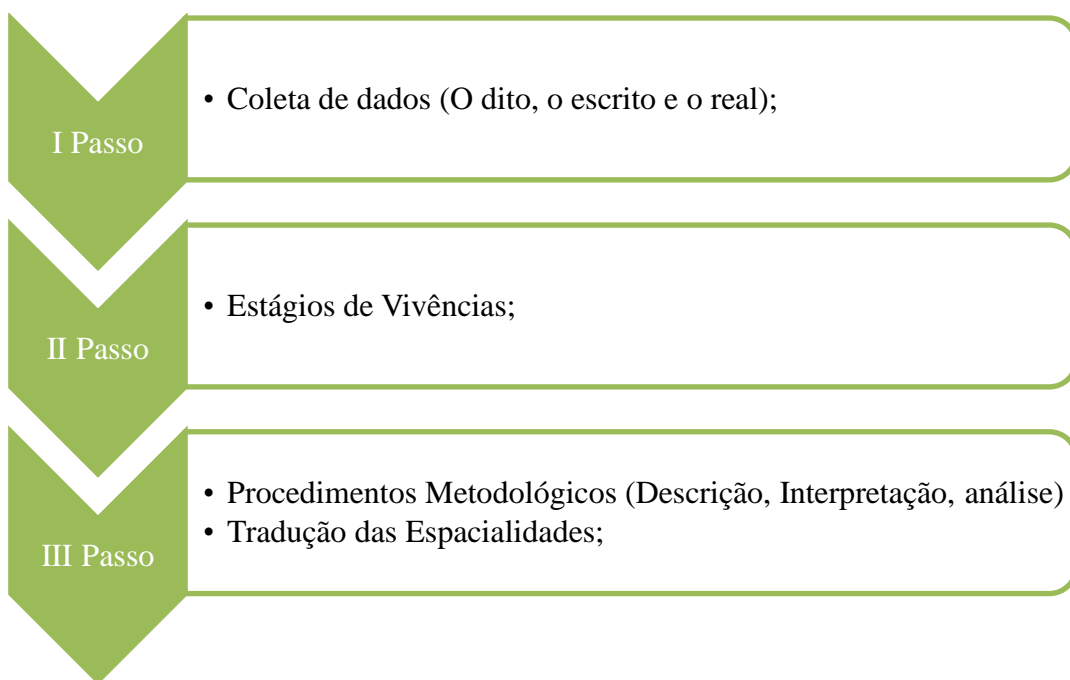 I Passo
• Coleta de dados (O dito, o escrito e o real);
II Passo
• Estágios de Vivências;
III Passo
• Procedimentos Metodológicos (Descrição, Interpretação, análise)
• Tradução das Espacialidades;